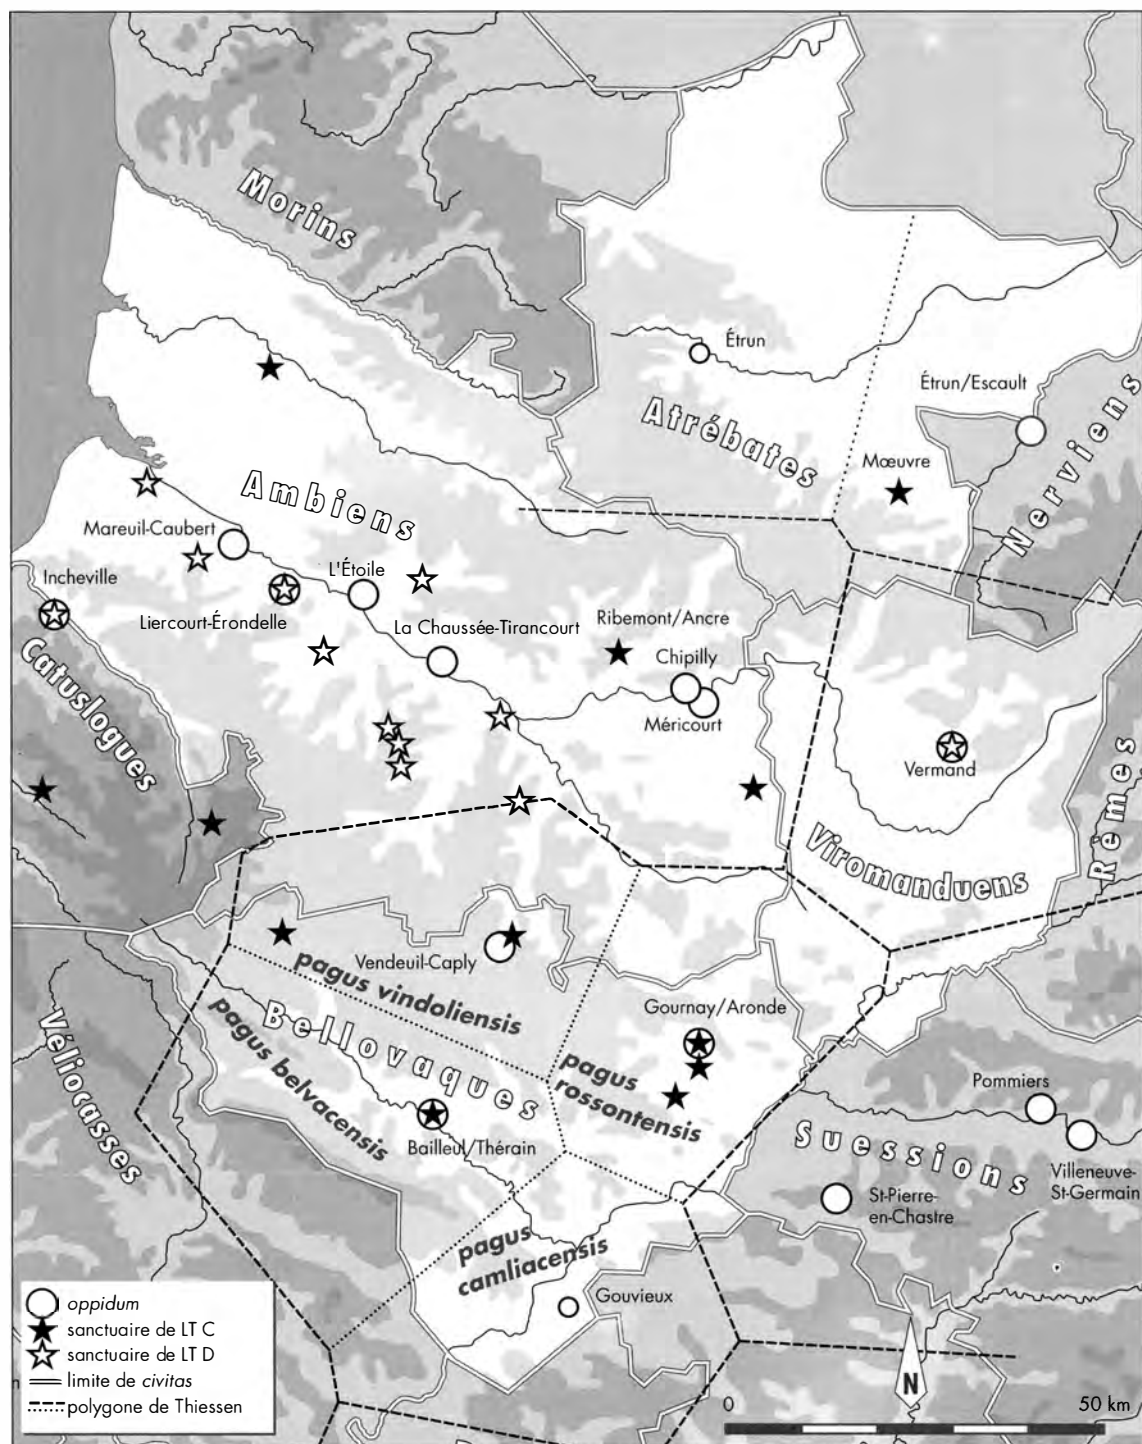 Morins
Étrun
Étrun/Escault
Atrébates
Nerviens
Mœuvre
Ambiens
Mareuil-Caubert
Incheville
L'Étoile
Liercourt-Érondelle
La Chaussée-Tirancourt
Ribemont/Ancre
Chipilly
Méricourt
Catuslogues
Vermand
Rèmes
Viromanduens
Vendeuil-Caply
pagus vindoliensis
Bellovaques
pagus belvacensis
Gournay/Aronde
pagus
rossontensis
Véliocasses
Bailleul/Thérain
Pommiers
Suessions
Villeneuve-
St-Germain
St-Pierre-
en-Chastre
pagus
camliacensis
Gouvieux
oppidum
sanctuaire de LT C
sanctuaire de LT D
limite de civitas
polygone de Thiessen
N
0
50 km